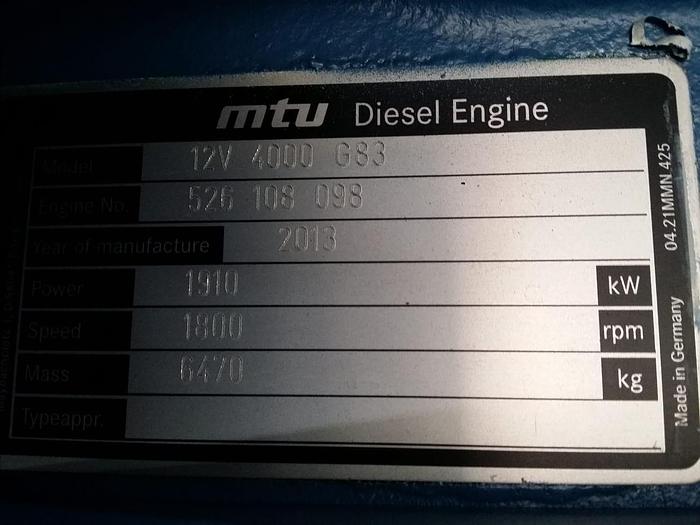 mtu Diesel Engine
Model 12V 4000 G83
Engine No. 526 108 098
Year of manufacture 2013
Power 1910 kW
Speed 1800 rpm
Mass 6470 kg
Typeappr.
Made in Germany 04.21MMN 425